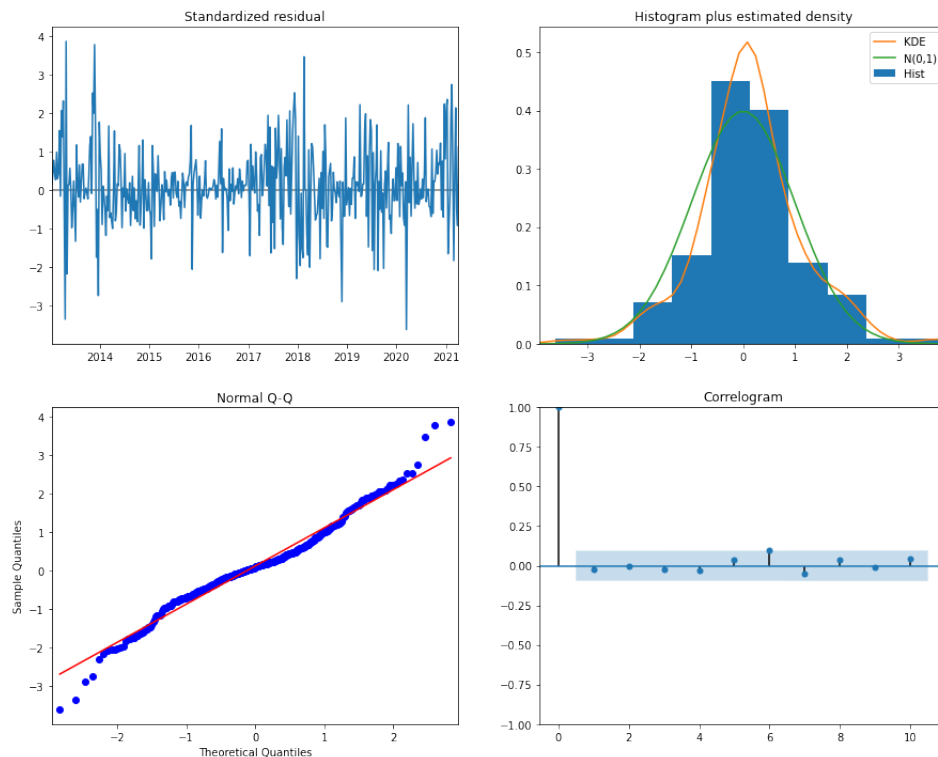 Standardized residual
4
3
2
1
0
−1
−2
−3
2014 2015 2016 2017 2018 2019 2020 2021
Histogram plus estimated density
KDE
N(0,1)
Hist
0.5
0.4
0.3
0.2
0.1
0.0
−3 −2 −1 0 1 2 3
Normal Q-Q
Sample Quantiles
4
3
2
1
0
−1
−2
−3
−2 −1 0 1 2
Theoretical Quantiles
Correlogram
1.00
0.75
0.50
0.25
0.00
−0.25
−0.50
−0.75
−1.00
0 2 4 6 8 10